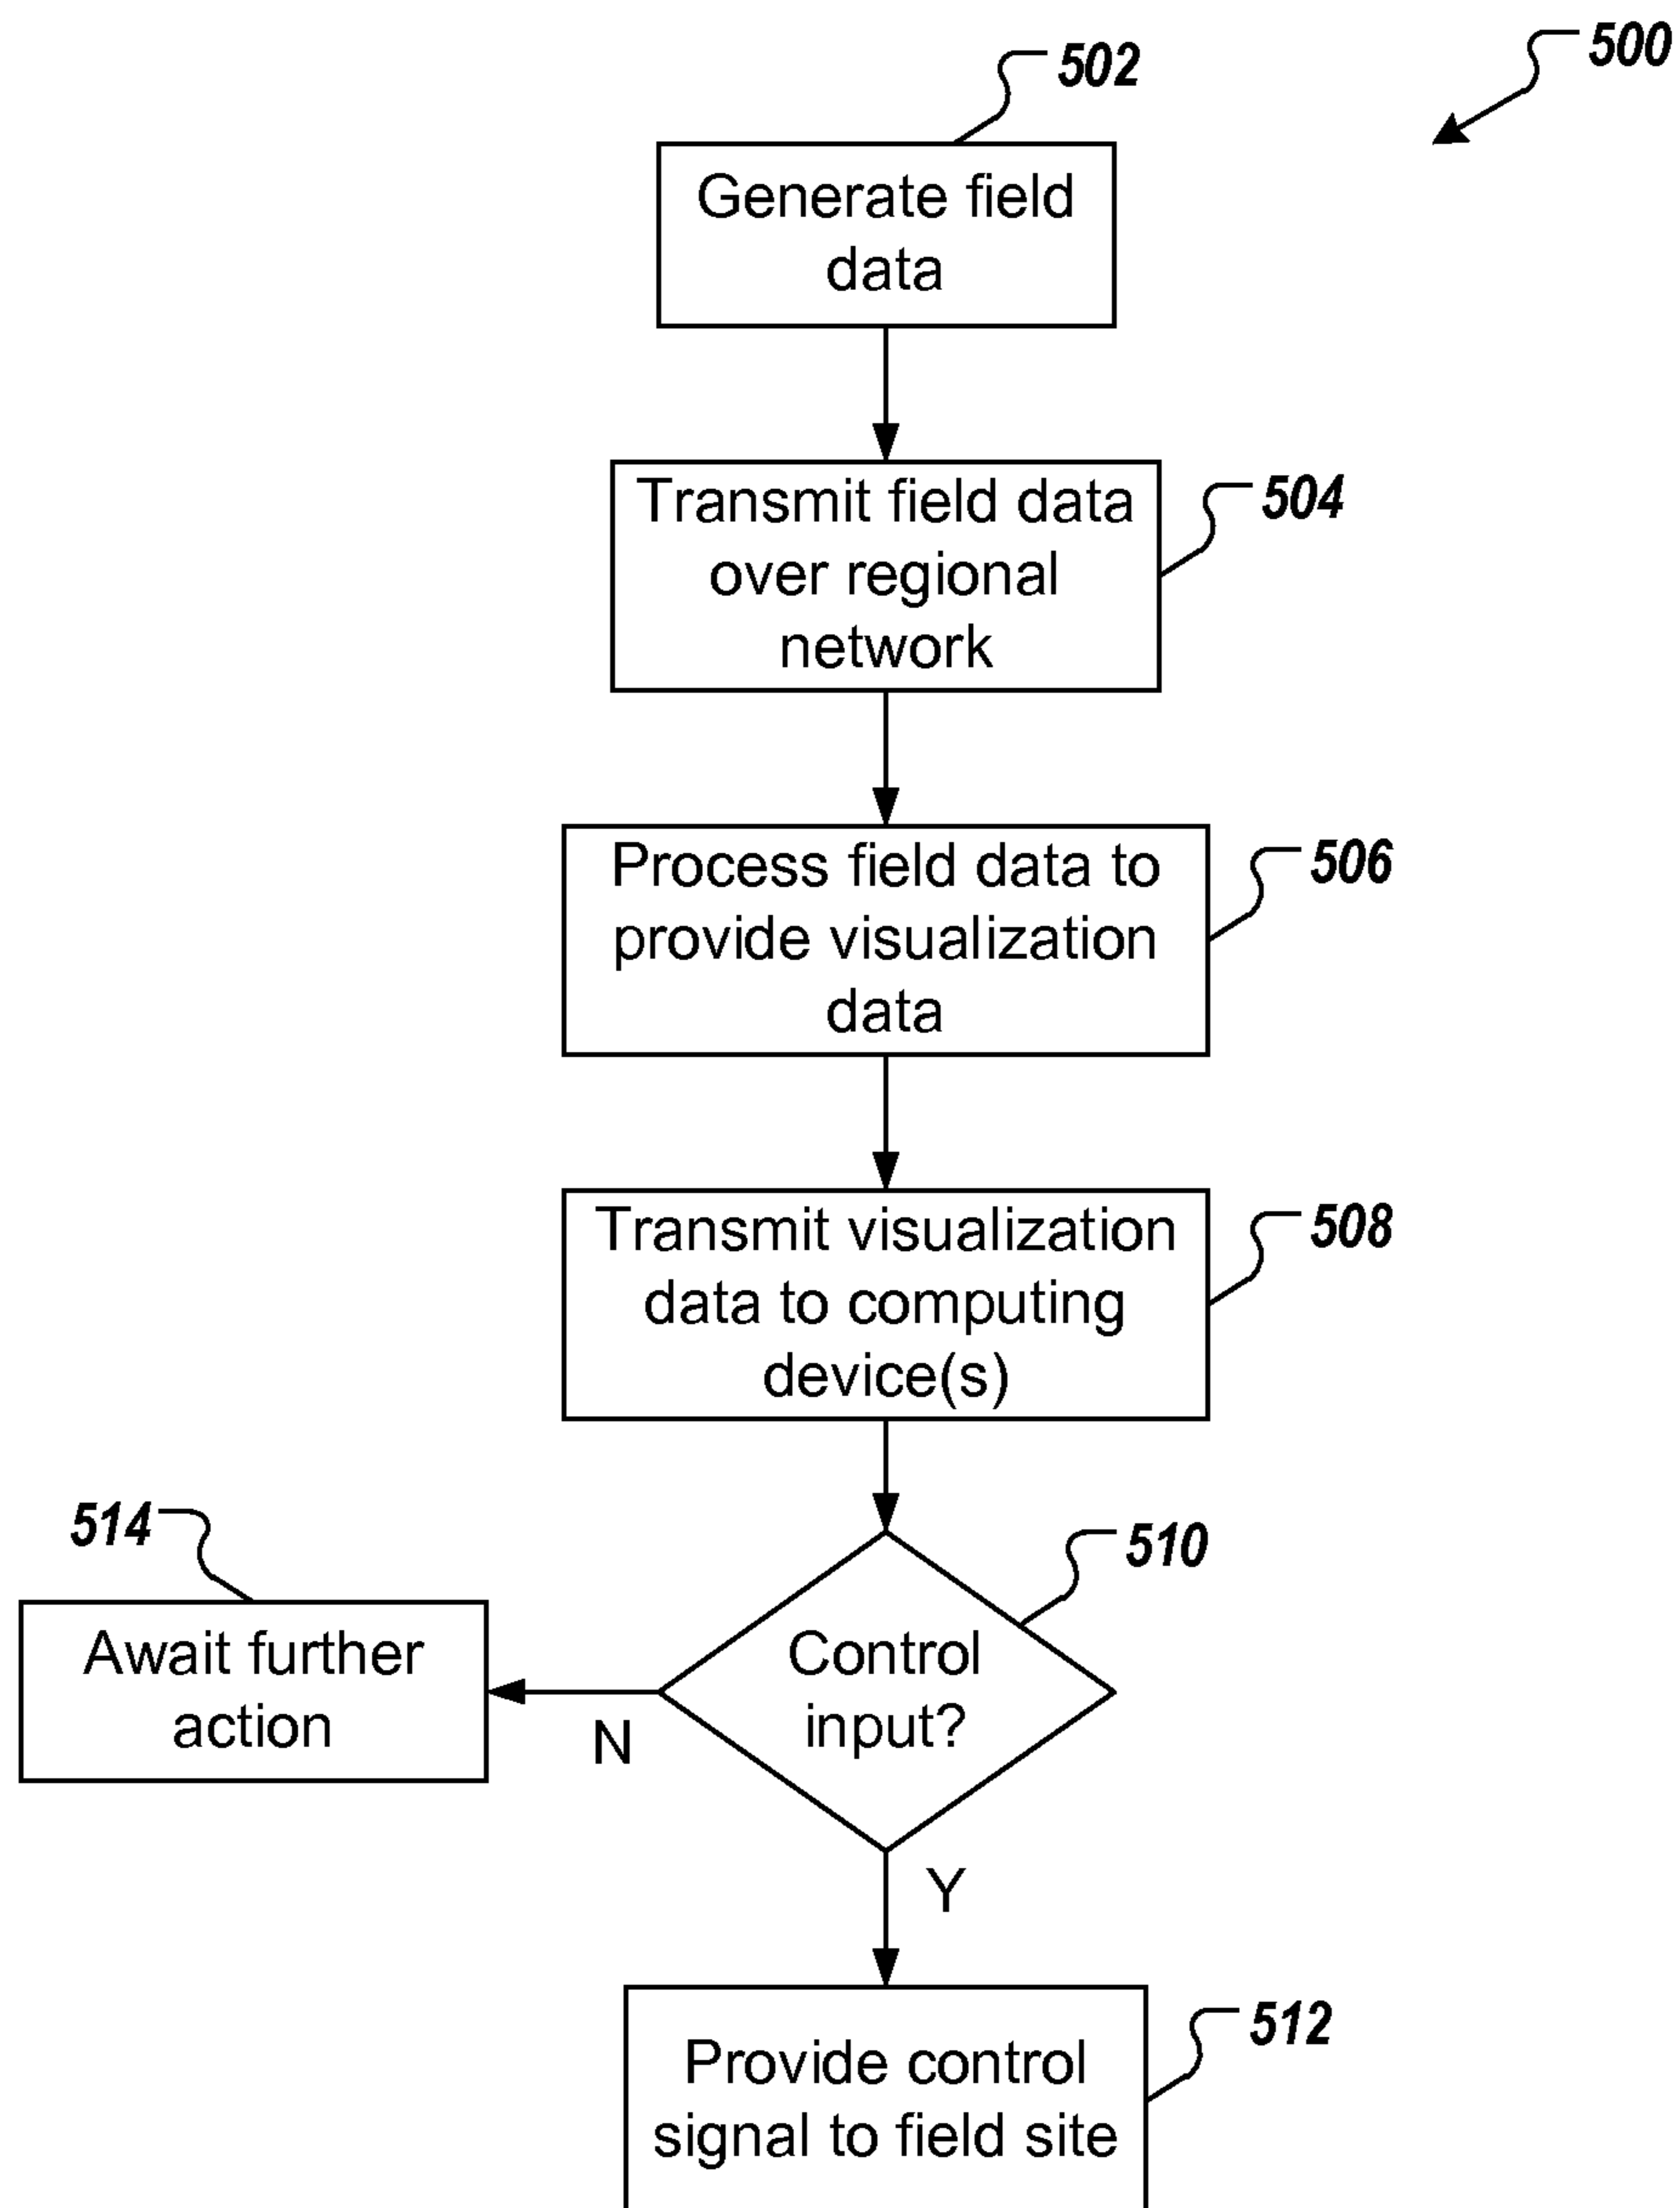 500
502
Generate field
data
504
Transmit field data
over regional
network
506
Process field data to
provide visualization
data
508
Transmit visualization
data to computing
device(s)
510
Control
input?
514
Await further
action
N
Y
512
Provide control
signal to field site